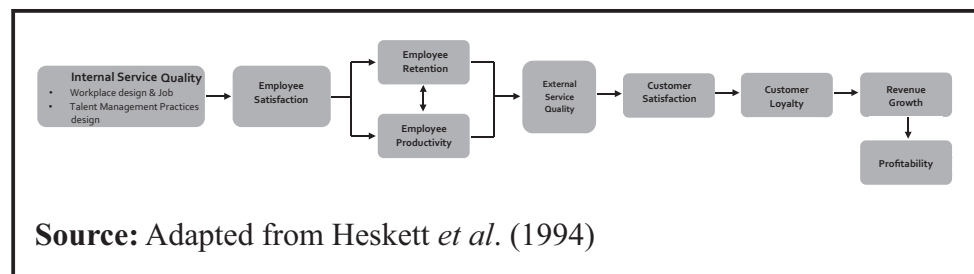 Internal Service Quality
• Workplace design & Job
• Talent Management Practices
design
Employee
Satisfaction
Employee
Retention
Employee
Productivity
External
Service
Quality
Customer
Satisfaction
Customer
Loyalty
Revenue
Growth
Profitability
Source: Adapted from Heskett et al. (1994)